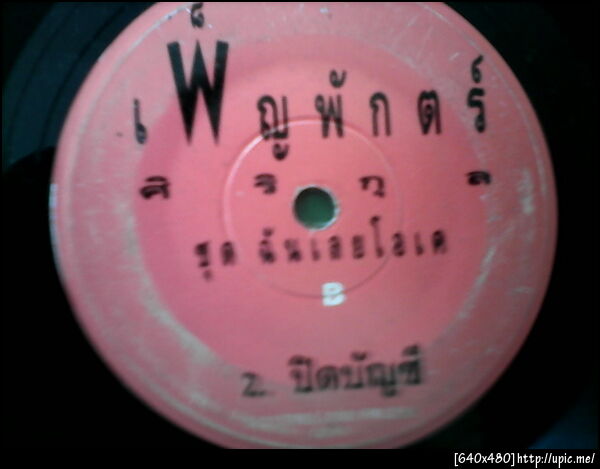 เพ็ญพักตร์
ศิริกุล
ชุด ฉันเลยโอเค
B
2. ปิดบัญชี
[640x480]http://upic.me/